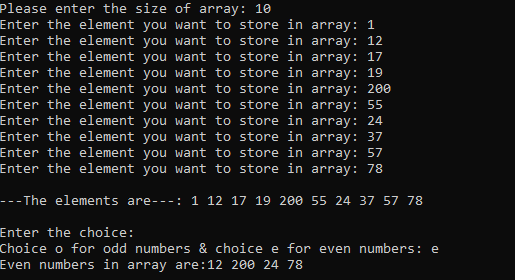 Please enter the size of array: 10
Enter the element you want to store in array: 1
Enter the element you want to store in array: 12
Enter the element you want to store in array: 17
Enter the element you want to store in array: 19
Enter the element you want to store in array: 200
Enter the element you want to store in array: 55
Enter the element you want to store in array: 24
Enter the element you want to store in array: 37
Enter the element you want to store in array: 57
Enter the element you want to store in array: 78
---The elements are---: 1 12 17 19 200 55 24 37 57 78
Enter the choice:
Choice o for odd numbers & choice e for even numbers: e
Even numbers in array are:12 200 24 78